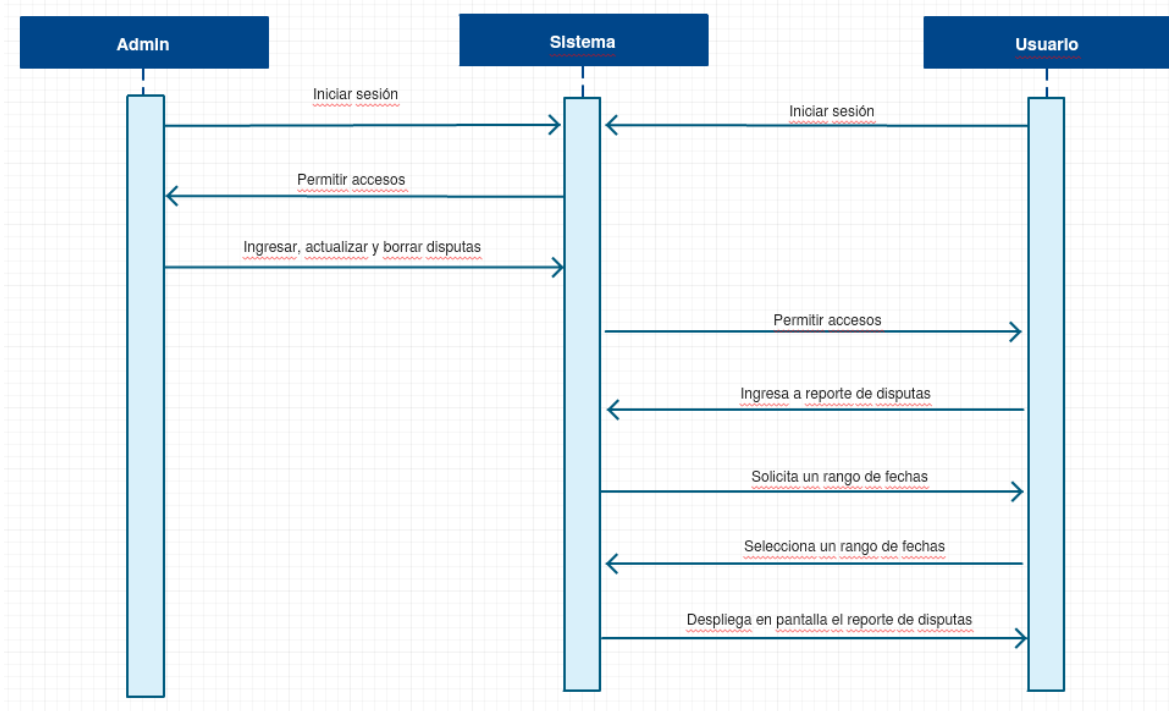 Admin
Sistema
Usuario
Iniciar sesión
Iniciar sesión
Permitir accesos
Ingresar, actualizar y borrar disputas
Permitir accesos
Ingresa a reporte de disputas
Solicita un rango de fechas
Selecciona un rango de fechas
Despliega en pantalla el reporte de disputas